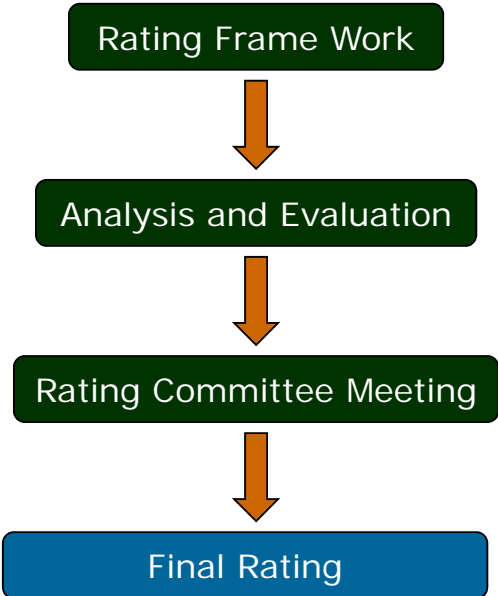 Rating Frame Work
Analysis and Evaluation
Rating Committee Meeting
Final Rating